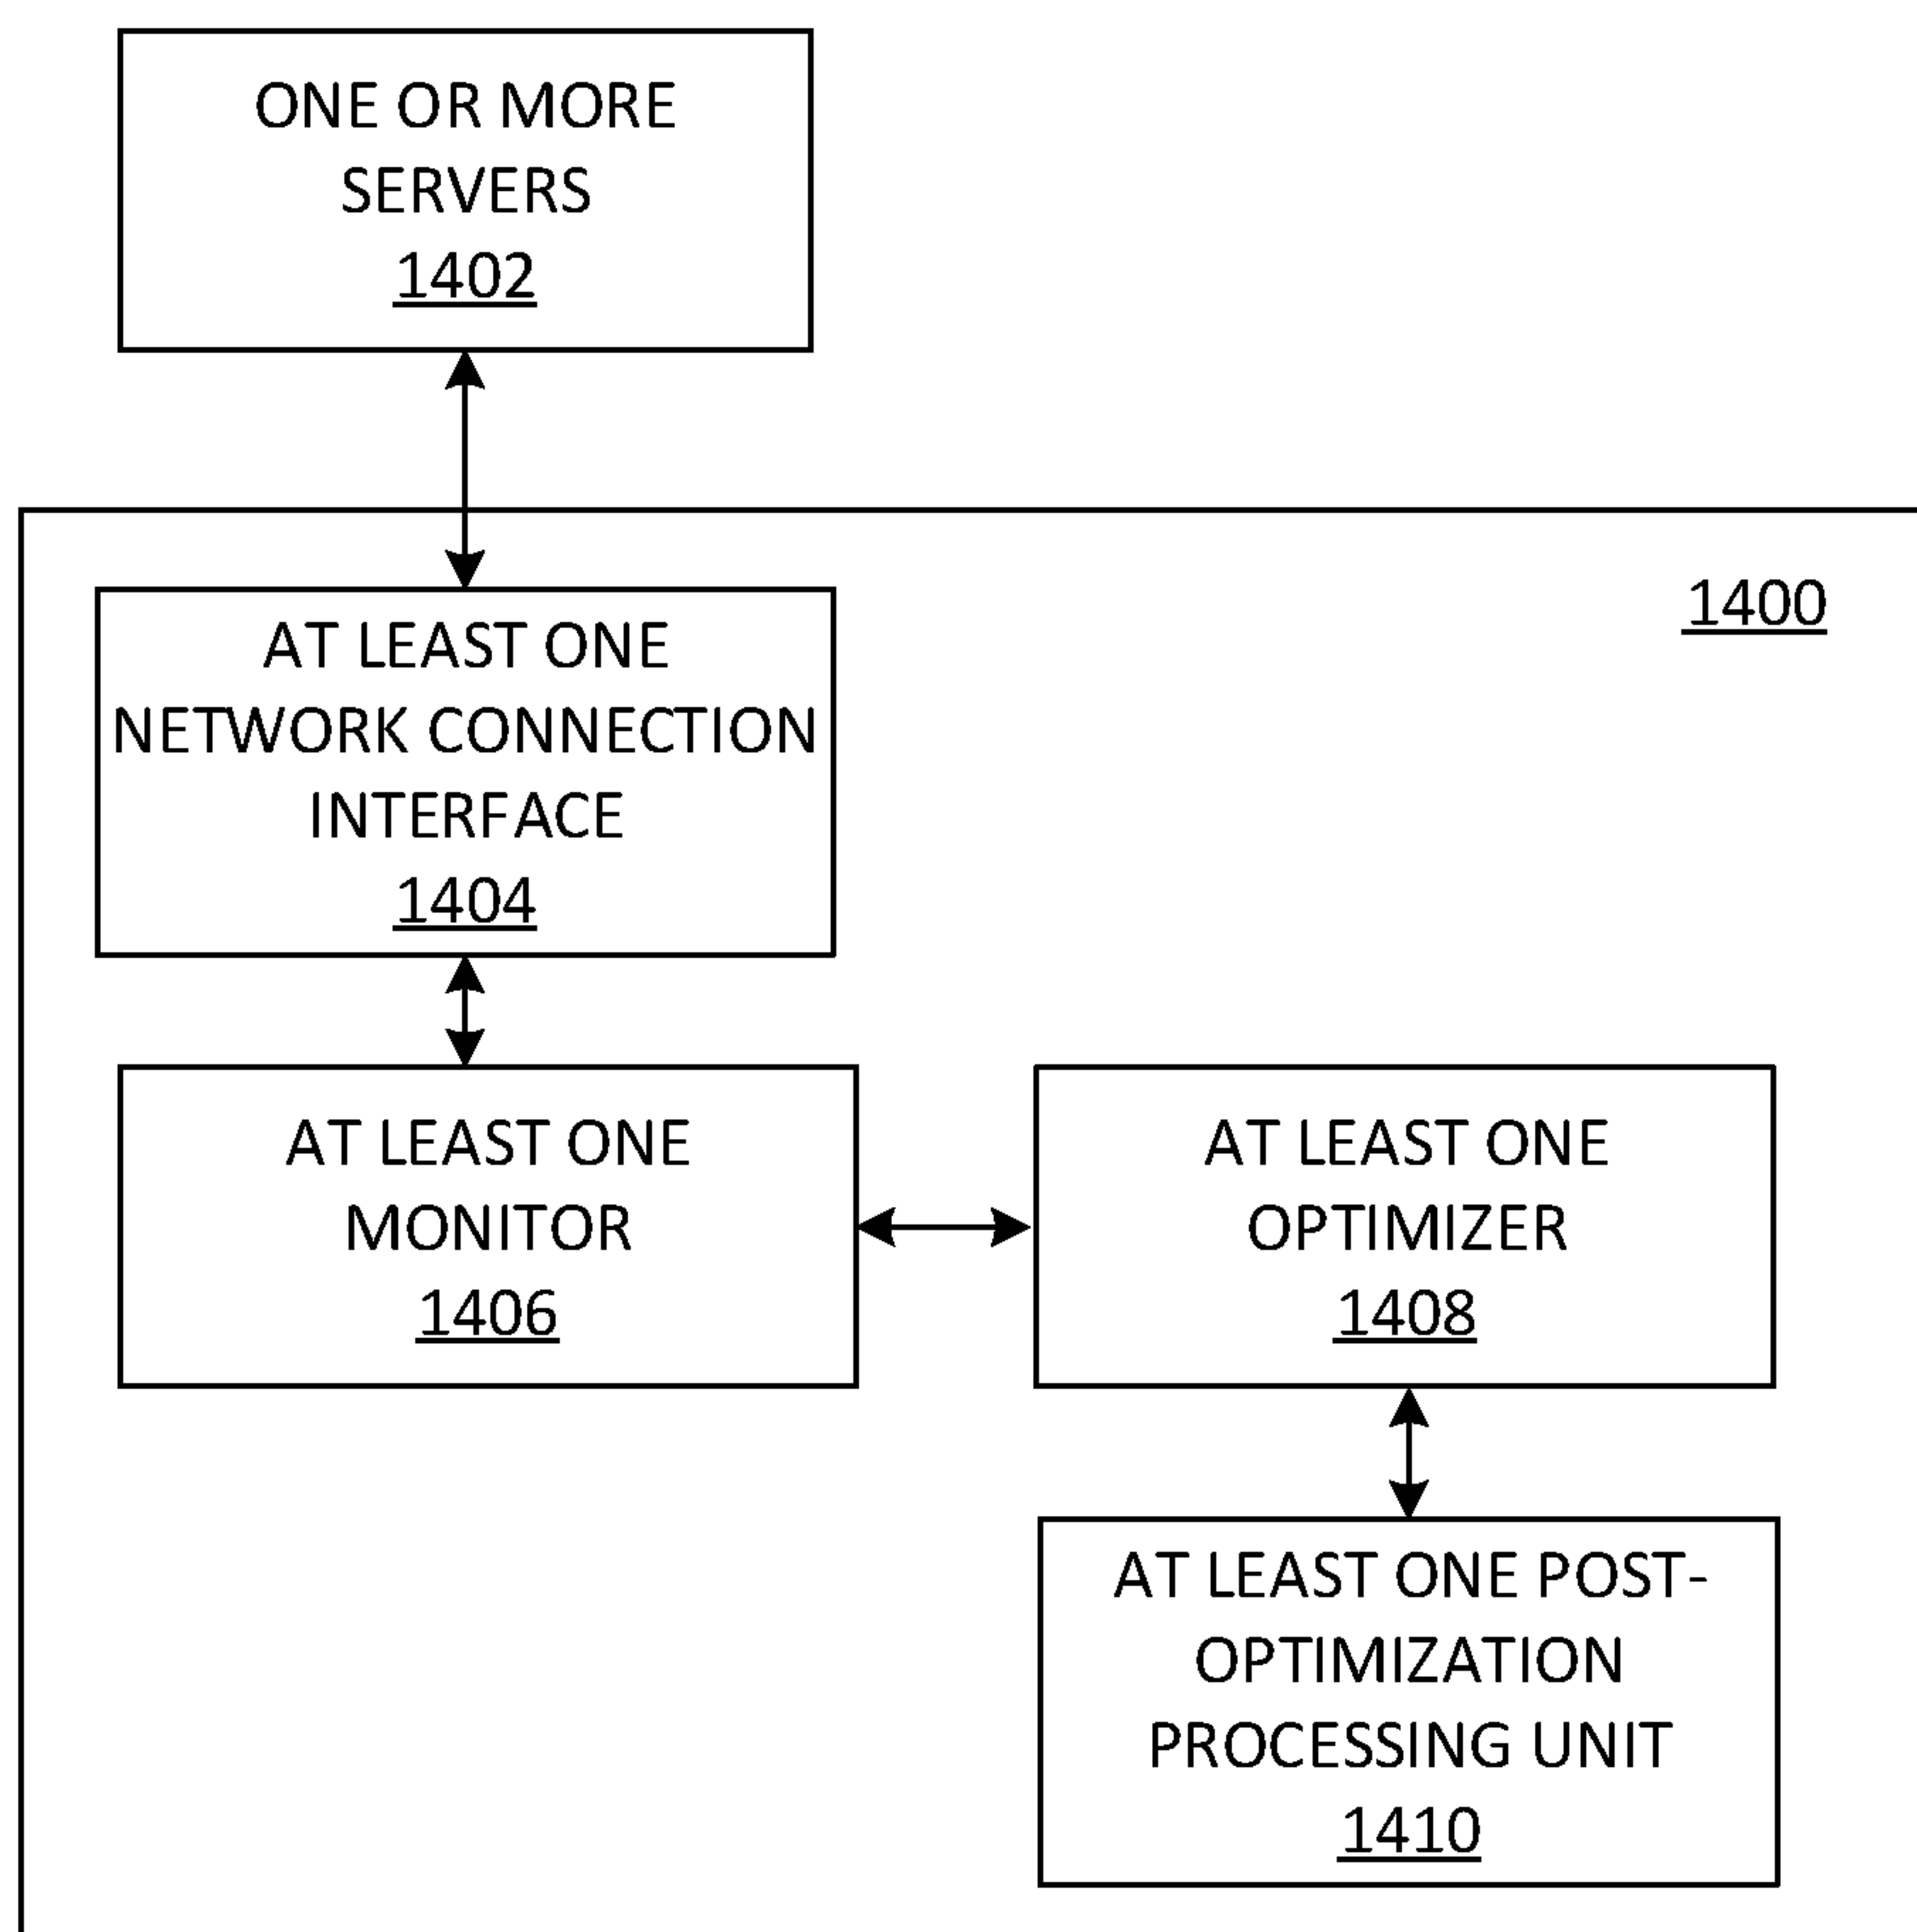 ONE OR MORE
SERVERS
1402
1400
AT LEAST ONE
NETWORK CONNECTION
INTERFACE
1404
AT LEAST ONE
MONITOR
1406
AT LEAST ONE
OPTIMIZER
1408
AT LEAST ONE POST-
OPTIMIZATION
PROCESSING UNIT
1410